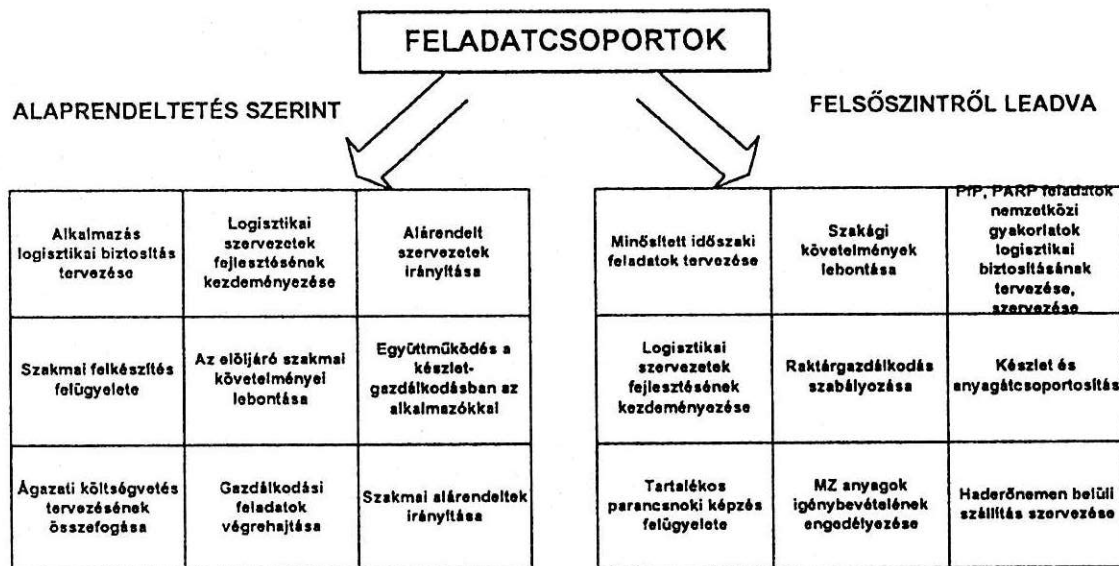 FELADATCSOPORTOK
ALAPRENDELTETÉS SZERINT
FELSŐSZINTRŐL LEADVA
Alkalmazás
logisztikai biztosítás
tervezése
Logisztikai
szervezetek
fejlesztésének
kezdeményezése
Alárendelt
szervezetek
irányítása
Szakmai felkészítés
felügyelete
Az elöljáró szakmai
követelményei
lebontása
Együttműködés a
készlet-
gazdálkodásban az
alkalmazókkal
Ágazati költségvetés
tervezésének
összefogása
Gazdálkodási
feladatok
végrehajtása
Szakmai alárendeltek
irányítása
Minősített időszaki
feladatok tervezése
Szakági
követelmények
lebontása
PfP, PARP feladatok
nemzetközi
gyakorlatok
logisztikai
biztosításának
tervezése,
szervezése
Logisztikai
szervezetek
fejlesztésének
kezdeményezése
Raktárgazdálkodás
szabályozása
Készlet és
anyagátcsoportosítás
Tartalékos
parancsnoki képzés
felügyelete
MZ anyagok
igénybevételének
engedélyezése
Haderőnemen belüli
szállítás szervezése